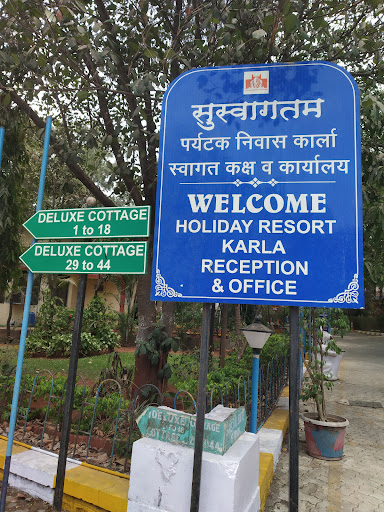 सुस्वागतम
पर्यटक निवास कार्ला
स्वागत कक्ष व कार्यालय
WELCOME
HOLIDAY RESORT
KARLA
RECEPTION
& OFFICE
DELUXE COTTAGE
1 to 18
DELUXE COTTAGE
29 to 44